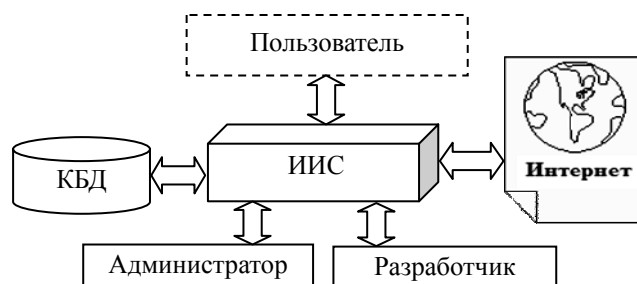 Пользователь
КБД
ИИС
Интернет
Администратор
Разработчик